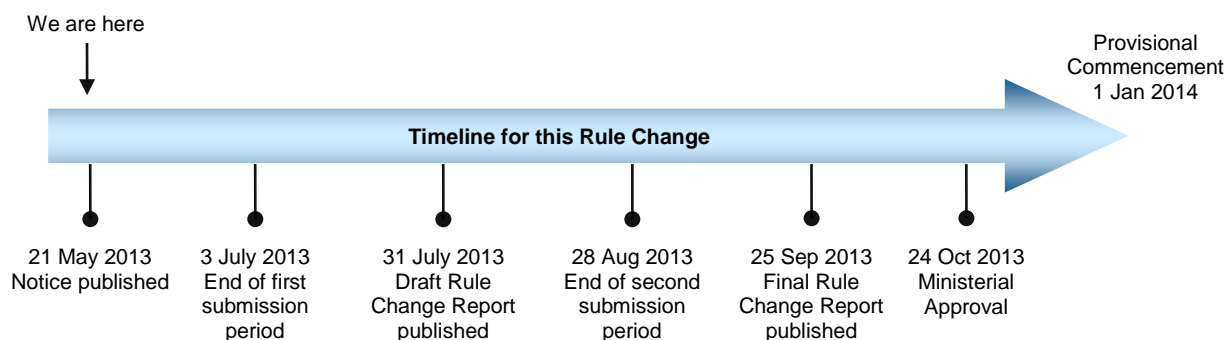 We are here
Provisional
Commencement
1 Jan 2014
Timeline for this Rule Change
21 May 2013
Notice published
3 July 2013
End of first
submission
period
31 July 2013
Draft Rule
Change Report
published
28 Aug 2013
End of second
submission
period
25 Sep 2013
Final Rule
Change Report
published
24 Oct 2013
Ministerial
Approval